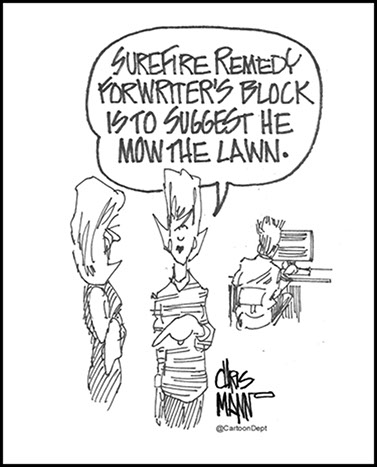 SUREFIRE REMEDY
FOR WRITER'S BLOCK
IS TO SUGGEST HE
MOW THE LAWN.
CHRIS
MANN
@CartoonDept